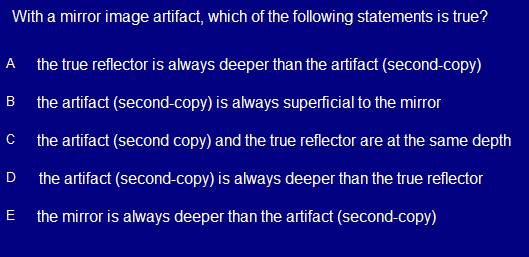 With a mirror image artifact, which of the following statements is true?
A the true reflector is always deeper than the artifact (second-copy)
B the artifact (second-copy) is always superficial to the mirror
C the artifact (second copy) and the true reflector are at the same depth
D the artifact (second-copy) is always deeper than the true reflector
E the mirror is always deeper than the artifact (second-copy)